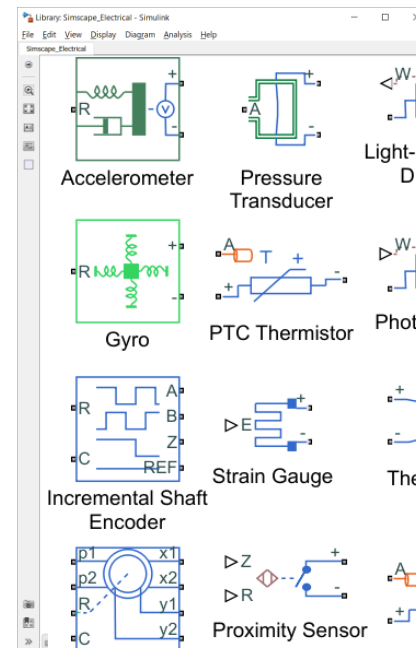 Library: Simscape_Electrical - Simulink
File Edit View Display Diagram Analysis Help
Simscape_Electrical
R + -
Accelerometer
A + -
Pressure
Transducer
W
Light-
D
R + -
Gyro
A T + + -
PTC Thermistor
W
Phot
R C A B Z REF
Incremental Shaft
Encoder
E + -
Strain Gauge
+ -
The
p1 p2 R C x1 x2 y1 y2
Z R + -
Proximity Sensor
A +